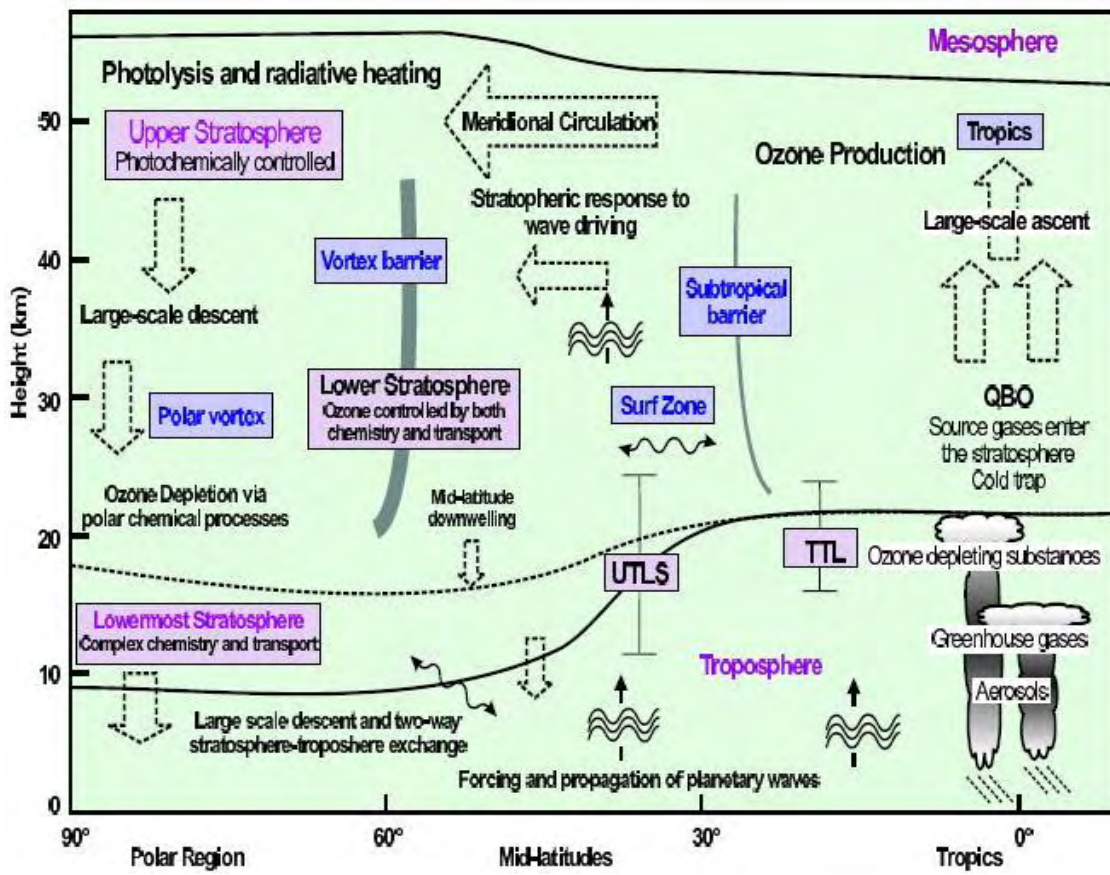 Mesosphere
Photolysis and radiative heating
50
Upper Stratosphere
Photochemically controlled
Meridional Circulation
Tropics
Ozone Production
Stratopheric response to
wave driving
Large-scale ascent
40
Vortex barrier
Subtropical
barrier
Large-scale descent
Height (km)
30
Lower Stratosphere
Ozone controlled by both
chemistry and transport
Polar vortex
Surf Zone
QBO
Source gases enter
the stratosphere
Cold trap
Ozone Depletion via
polar chemical processes
Mid-latitude
downwelling
20
UTLS
TTL
Ozone depleting substances
Lowermost Stratosphere
Complex chemistry and transport
Greenhouse gases
Troposphere
Aerosols
10
Large scale descent and two-way
stratosphere-troposhere exchange
Forcing and propagation of planetary waves
0
90°
60°
30°
0°
Polar Region
Mid-latitudes
Tropics